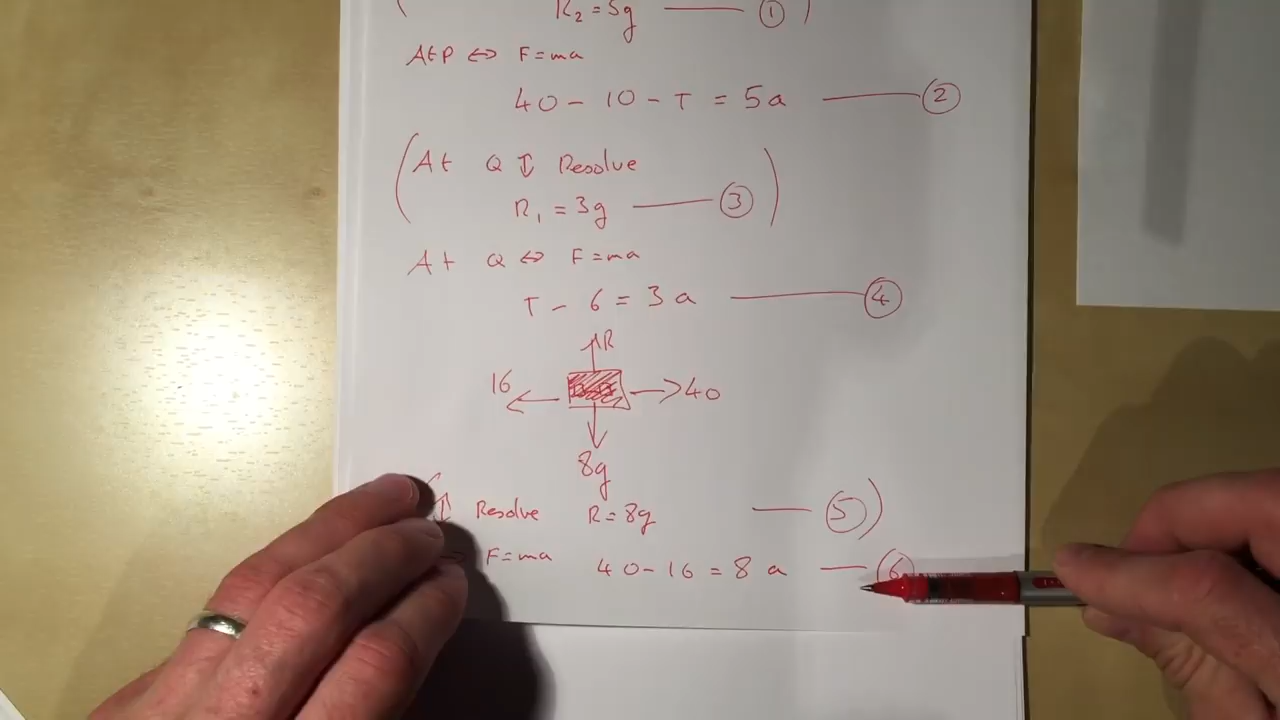 R₂ = 5g ——— ①
At P ↔ F = ma
40 - 10 - T = 5a ——— ②
(At Q ↕ Resolve
R₁ = 3g ——— ③)
At Q ↔ F = ma
T - 6 = 3a ——— ④
R
16
40
8g
(↕ Resolve R = 8g — ⑤)
F = ma 40 - 16 = 8a — ⑥